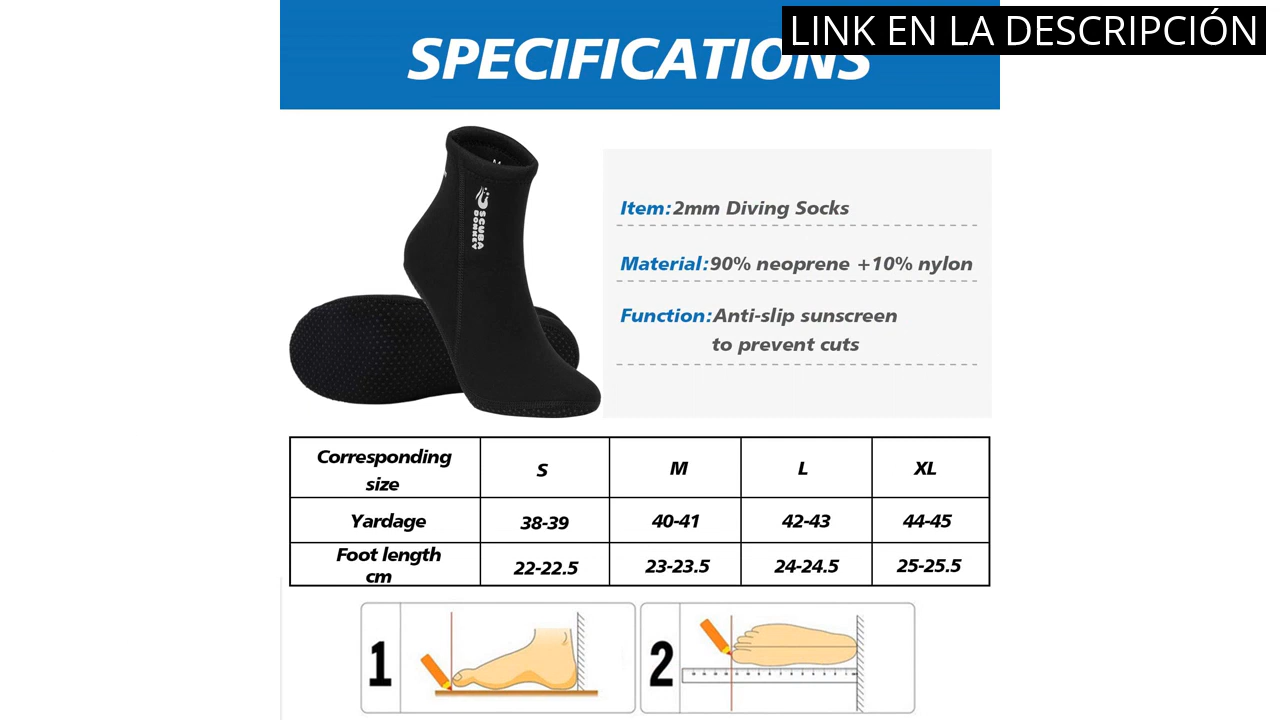 LINK EN LA DESCRIPCIÓN
SPECIFICATIONS
SCUBA
DONKEY
Item:2mm Diving Socks
Material:90% neoprene +10% nylon
Function:Anti-slip sunscreen
to prevent cuts
Corresponding size S M L XL
Yardage 38-39 40-41 42-43 44-45
Foot length cm 22-22.5 23-23.5 24-24.5 25-25.5
1
2